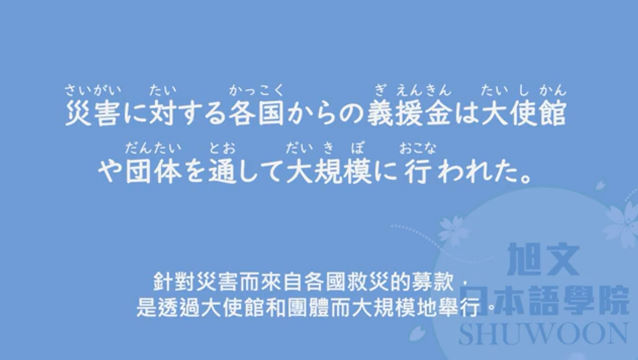 さいがい たい かっこく ぎ えんきん たい し かん
災害に対する各国からの義援金は大使館
だんたい とお だい き ぼ おこな
や団体を通して大規模に行われた。
針對災害而來自各國救災的募款，
是透過大使館和團體而大規模地舉行。
旭文
日本語學院
SHUWOON